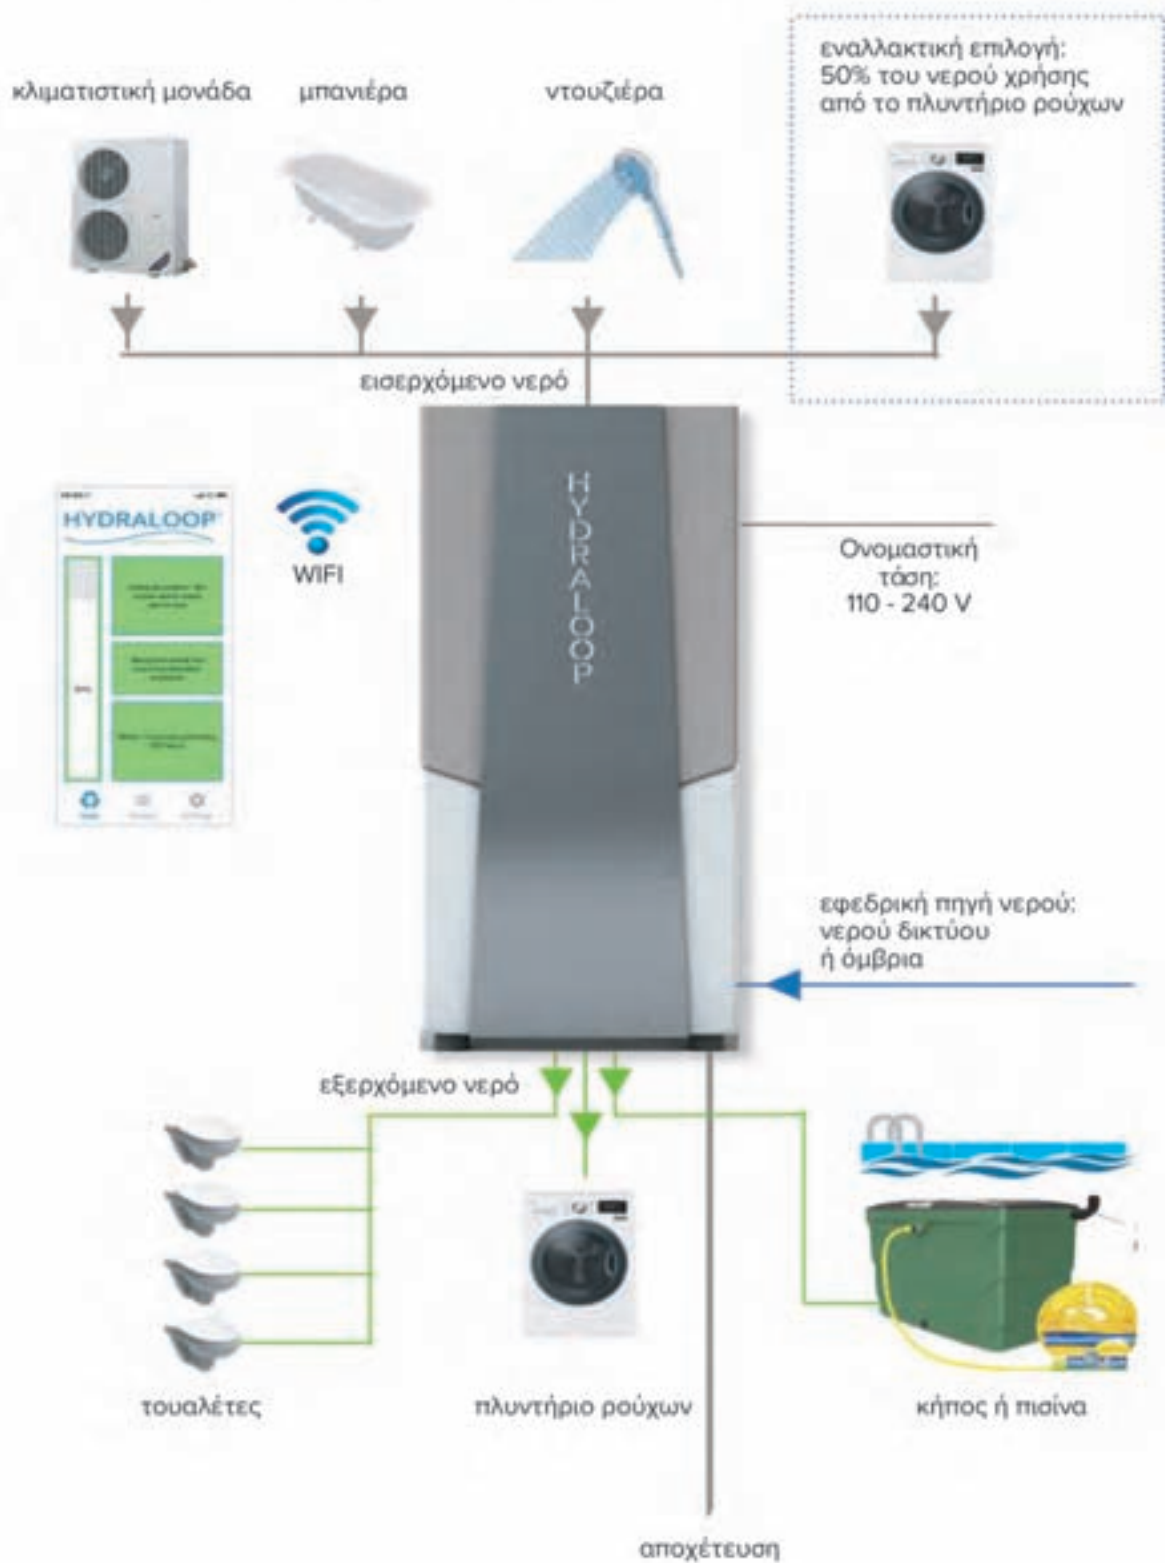 εναλλακτική επιλογή:
50% του νερού χρήσης
από το πλυντήριο ρούχων
κλιματιστική μονάδα
μπανιέρα
ντουζιέρα
εισερχόμενο νερό
HYDRALOOP
HYDRALOOP
WIFI
Ονομαστική
τάση:
110 - 240 V
εφεδρική πηγή νερού:
νερού δικτύου
ή όμβρια
εξερχόμενο νερό
τουαλέτες
πλυντήριο ρούχων
κήπος ή πισίνα
αποχέτευση